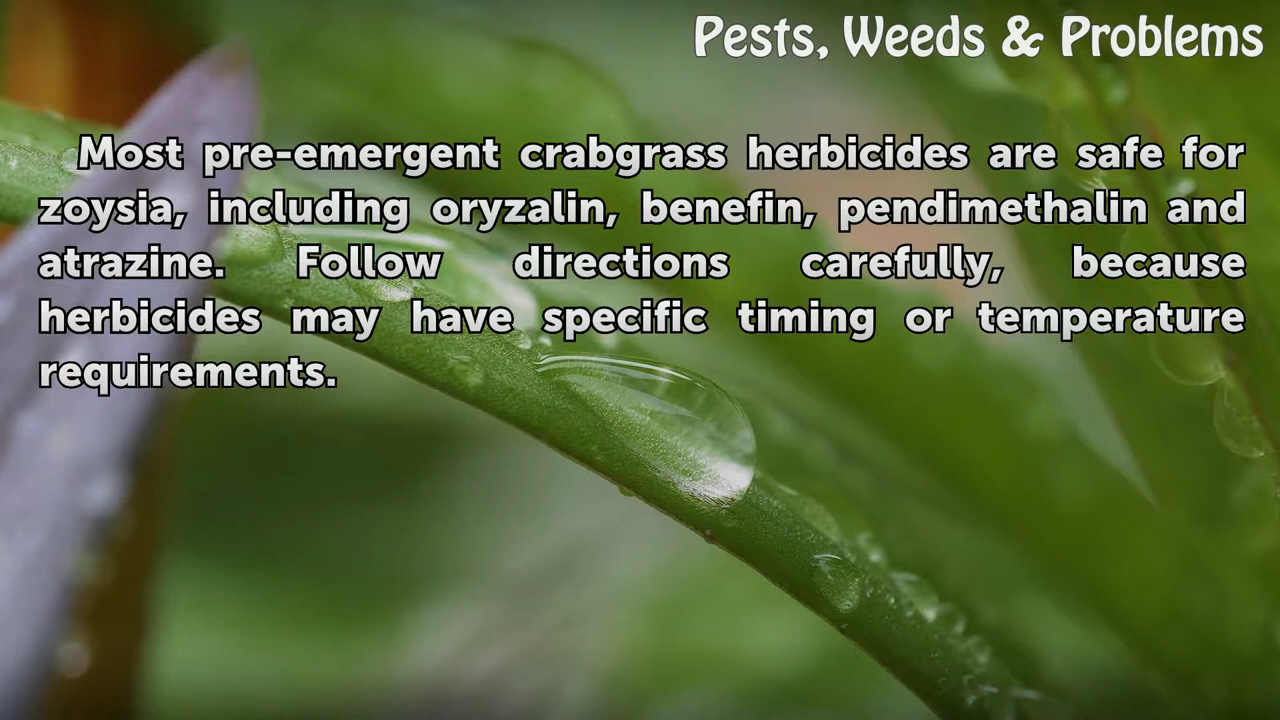 Pests, Weeds & Problems
Most pre-emergent crabgrass herbicides are safe for
zoysia, including oryzalin, benefin, pendimethalin and
atrazine. Follow directions carefully, because
herbicides may have specific timing or temperature
requirements.